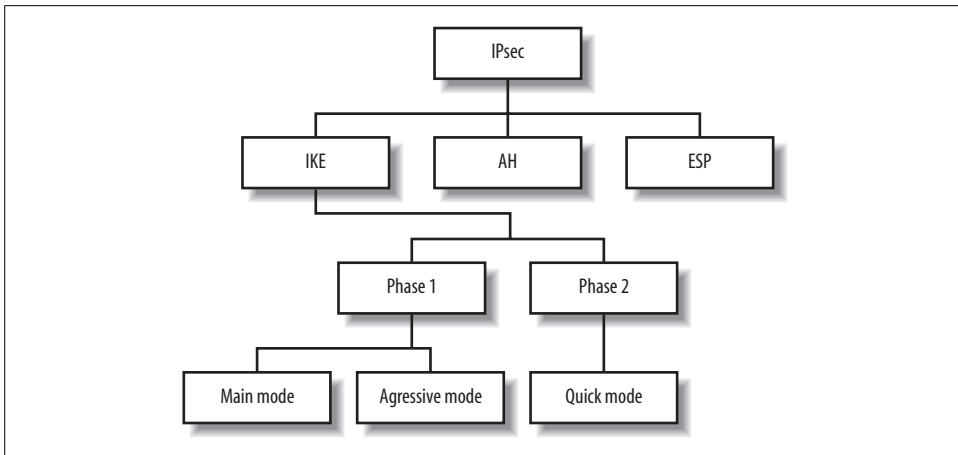 IPsec
IKE
AH
ESP
Phase 1
Phase 2
Main mode
Agressive mode
Quick mode